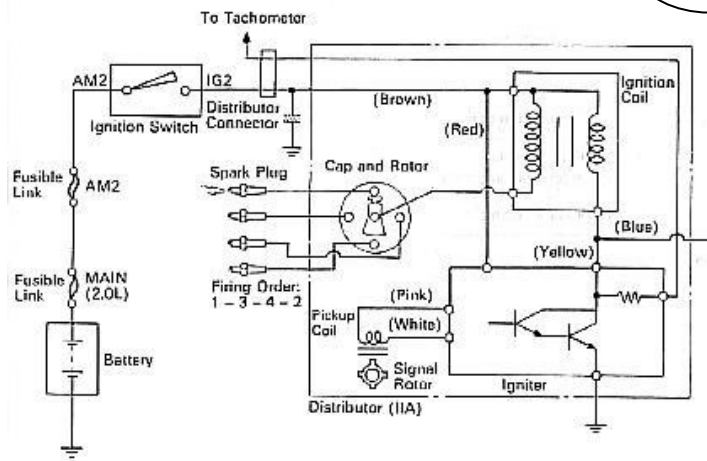 To Tachometer
AM2
IG2
Ignition Switch
Distributor
Connector
(Brown)
(Red)
Ignition
Coil
Fusible
Link
AM2
Spark Plug
Cap and Rotor
(Blue)
(Yellow)
Fusible
Link
MAIN
(2.0L)
Firing Order:
1-3-4-2
(Pink)
(White)
Pickup
Coil
Battery
Signal
Rotor
Igniter
Distributor (IIA)